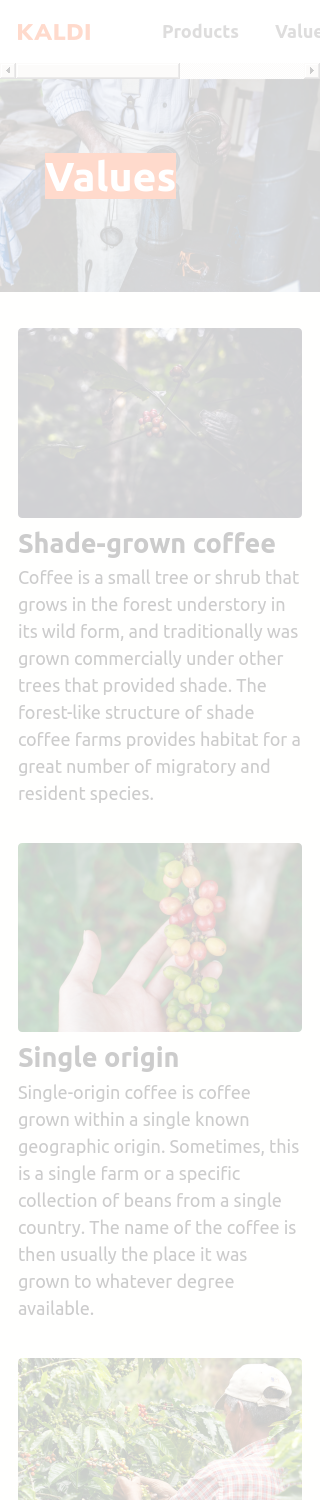 KALDI Products Value
Values
Shade-grown coffee
Coffee is a small tree or shrub that
grows in the forest understory in
its wild form, and traditionally was
grown commercially under other
trees that provided shade. The
forest-like structure of shade
coffee farms provides habitat for a
great number of migratory and
resident species.
Single origin
Single-origin coffee is coffee
grown within a single known
geographic origin. Sometimes, this
is a single farm or a specific
collection of beans from a single
country. The name of the coffee is
then usually the place it was
grown to whatever degree
available.